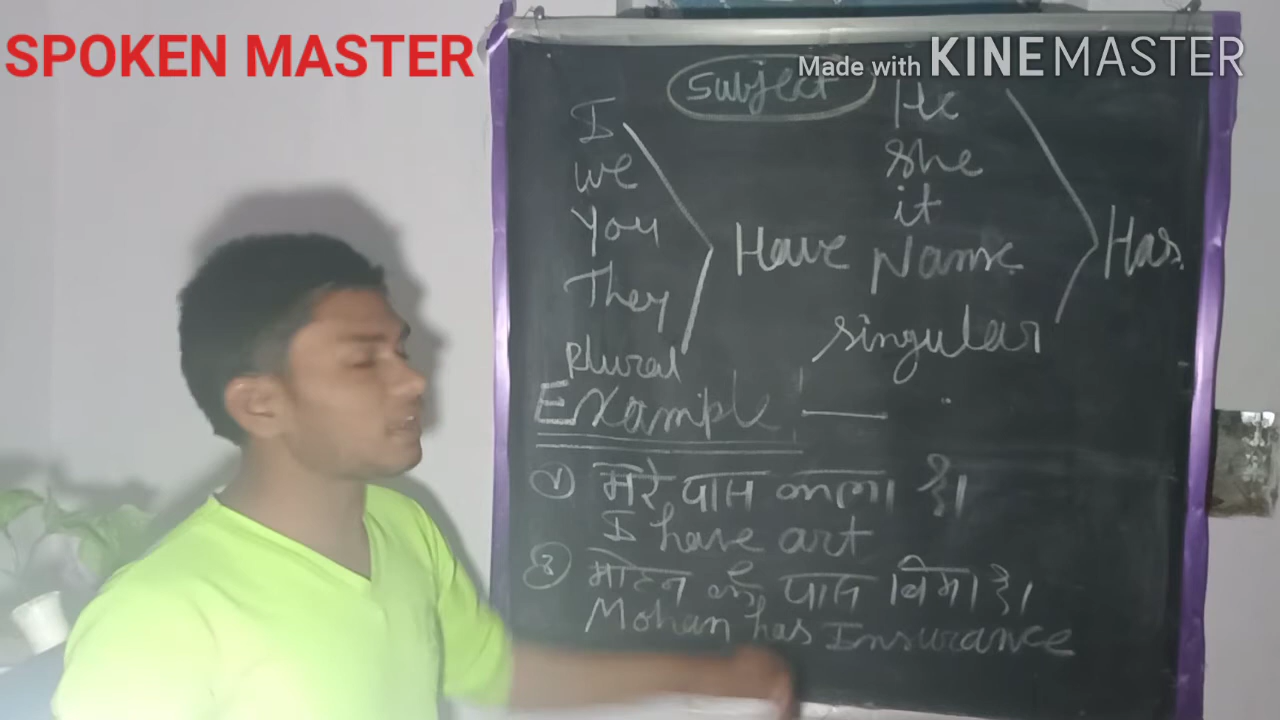 SPOKEN MASTER
Made with KINEMASTER
Subject
I
we
You
They
Plural
Have
He
She
it
Name
singular
Has
Example —
1) मेरे पास कला है।
I have art
2) मोहन के पास विमा है।
Mohan has Insurance